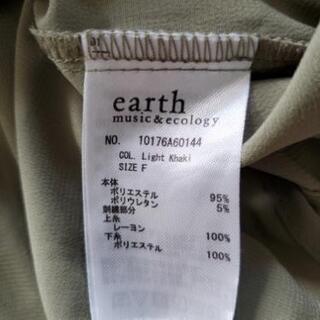 earth
music&ecology
NO. 10176A60144
COL. Light Khaki
SIZE F
本体
ポリエステル 95%
ポリウレタン 5%
刺繍部分
上糸
レーヨン 100%
下糸
ポリエステル 100%